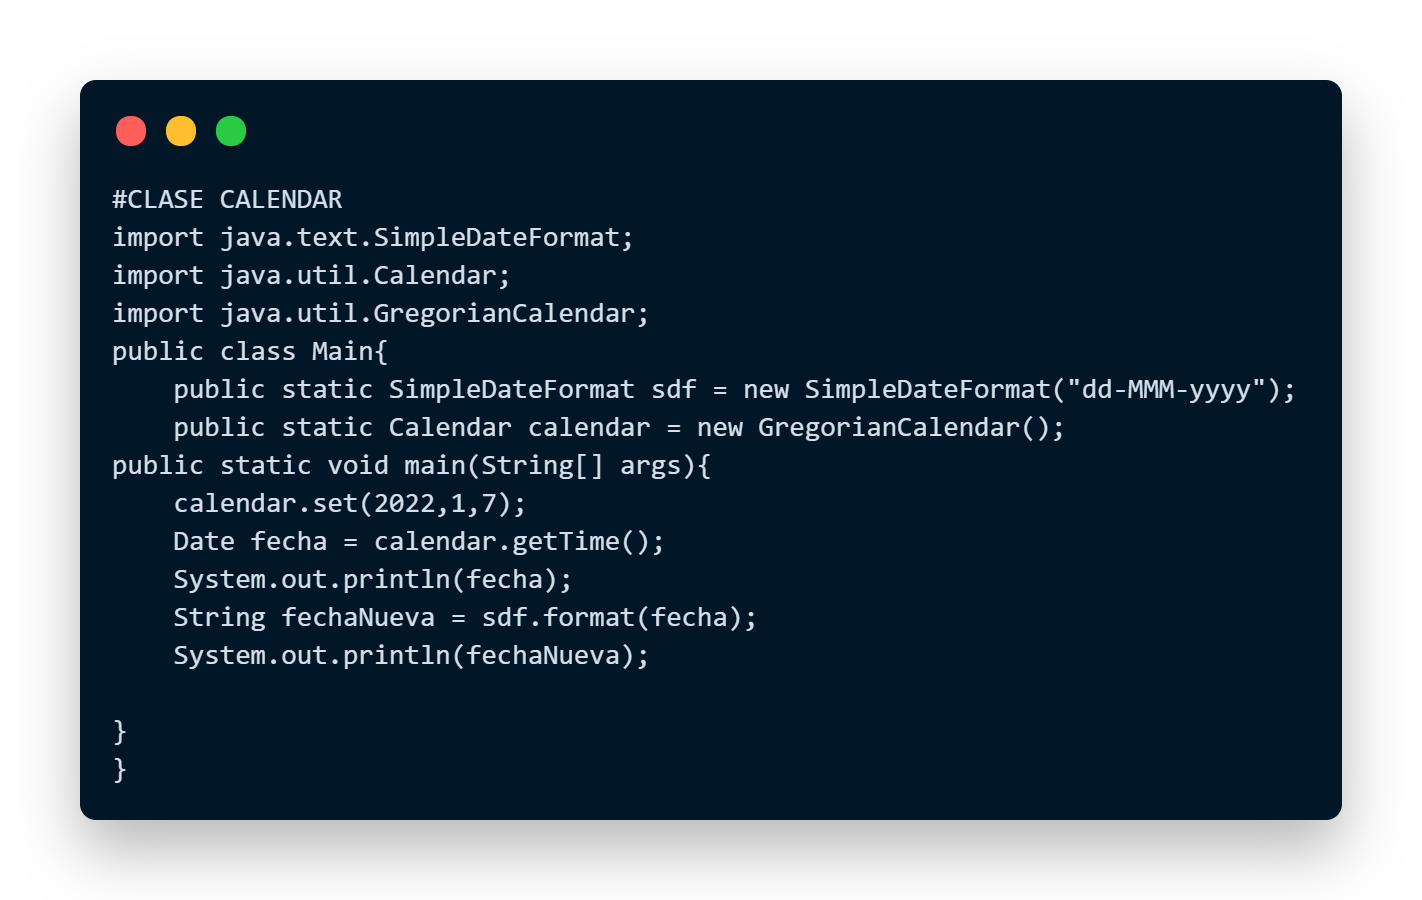 #CLASE CALENDAR
import java.text.SimpleDateFormat;
import java.util.Calendar;
import java.util.GregorianCalendar;
public class Main{
    public static SimpleDateFormat sdf = new SimpleDateFormat("dd-MMM-yyyy");
    public static Calendar calendar = new GregorianCalendar();
public static void main(String[] args){
    calendar.set(2022,1,7);
    Date fecha = calendar.getTime();
    System.out.println(fecha);
    String fechaNueva = sdf.format(fecha);
    System.out.println(fechaNueva);

}
}